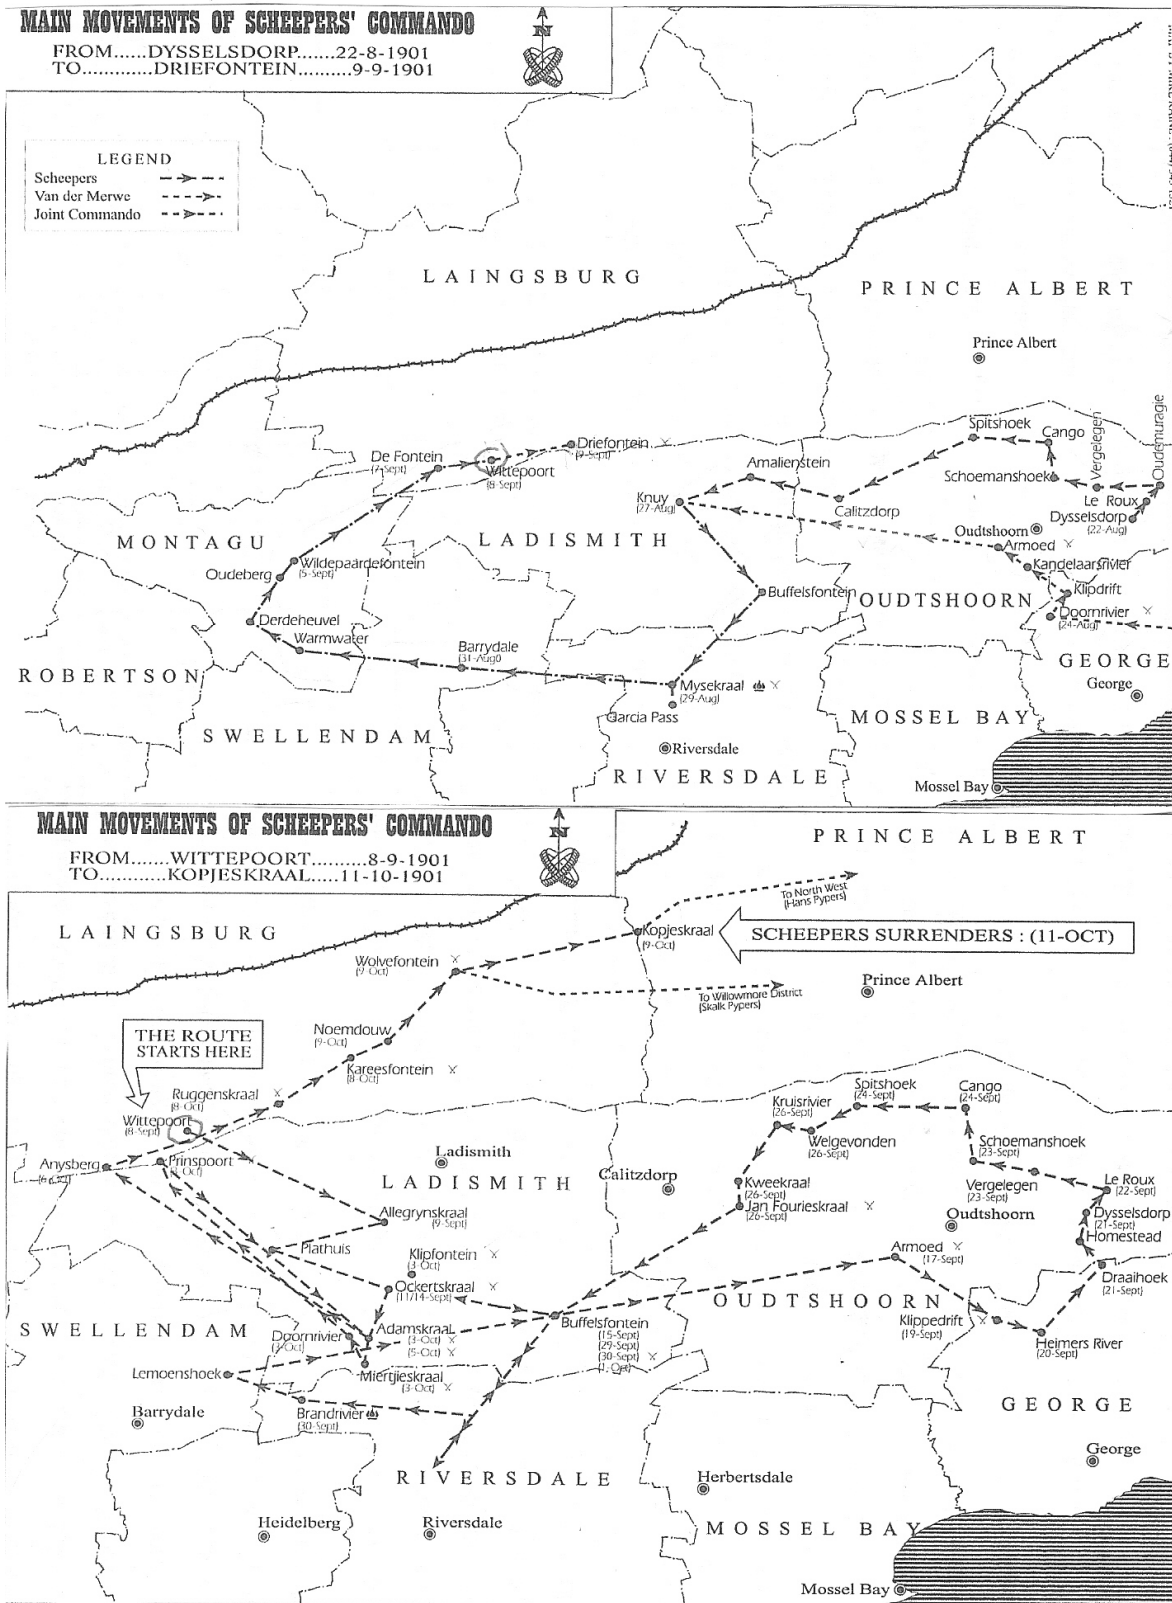 MAIN MOVEMENTS OF SCHEEPERS' COMMANDO
FROM......DYSSELSDORP.......22-8-1901
TO............DRIEFONTEIN.........9-9-1901
N
LEGEND
Scheepers
Van der Merwe
Joint Commando
LAINGSBURG
PRINCE ALBERT
Prince Albert
Spitshoek
Cango
Vergelegen
Oudemuragie
De Fontein
(7-Sept)
Driefontein
(9-Sept)
Wittepoort
(8-Sept)
Amalienstein
Schoemanshoek
Knuy
(27-Aug)
Calitzdorp
Le Roux
Dysselsdorp
(22-Aug)
Oudtshoorn
Armoed
MONTAGU
LADISMITH
Wildepaardefontein
(5-Sept)
Oudeberg
Kandelaarsrivier
Buffelsfontein
OUDTSHOORN
Klipdrift
Doornrivier
(24-Aug)
Derdeheuvel
Warmwater
Barrydale
(31-Aug)
ROBERTSON
GEORGE
George
Mysekraal
(29-Aug)
Garcia Pass
SWELLENDAM
MOSSEL BAY
Riversdale
RIVERSDALE
Mossel Bay
MAIN MOVEMENTS OF SCHEEPERS' COMMANDO
FROM.......WITTEPOORT..........8-9-1901
TO............KOPJESKRAAL.....11-10-1901
N
PRINCE ALBERT
To North West
(Hans Pypers)
LAINGSBURG
Kopjeskraal
(9-Oct)
SCHEEPERS SURRENDERS : (11-OCT)
Wolvefontein
(9-Oct)
To Willowmore District
(Skalk Pypers)
Prince Albert
THE ROUTE
STARTS HERE
Noemdouw
(9-Oct)
Kareesfontein
(8-Oct)
Ruggenskraal
(8-Oct)
Wittepoort
(8-Sept)
Kruisrivier
(26-Sept)
Spitshoek
(24-Sept)
Cango
(24-Sept)
Welgevonden
(26-Sept)
Schoemanshoek
(23-Sept)
Anysberg
(6-Oct)
Prinspoort
Ladismith
LADISMITH
Calitzdorp
Kweekraal
(26-Sept)
Jan Fourieskraal
(26-Sept)
Vergelegen
(23-Sept)
Le Roux
(22-Sept)
Allegrynskraal
(9-Sept)
Oudtshoorn
Dysselsdorp
(21-Sept)
Homestead
Plathuis
Klipfontein
(3-Oct)
Armoed
(17-Sept)
Ockertskraal
(11/14-Sept)
Draaihoek
(21-Sept)
OUDTSHOORN
SWELLENDAM
Doornrivier
(3-Oct)
Adamskraal
(3-Oct)
(5-Oct)
Buffelsfontein
(15-Sept)
(29-Sept)
(30-Sept)
(1-Oct)
Klippedrift
(19-Sept)
Heimers River
(20-Sept)
Lemoenshoek
Miertjieskraal
(3-Oct)
Barrydale
Brandrivier
(30-Sept)
GEORGE
George
RIVERSDALE
Herbertsdale
Heidelberg
Riversdale
MOSSEL BAY
Mossel Bay